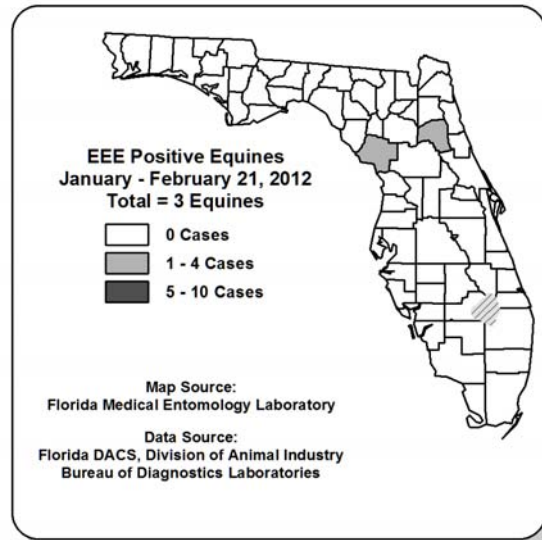 EEE Positive Equines
January - February 21, 2012
Total = 3 Equines
0 Cases
1 - 4 Cases
5 - 10 Cases
Map Source:
Florida Medical Entomology Laboratory
Data Source:
Florida DACS, Division of Animal Industry
Bureau of Diagnostics Laboratories